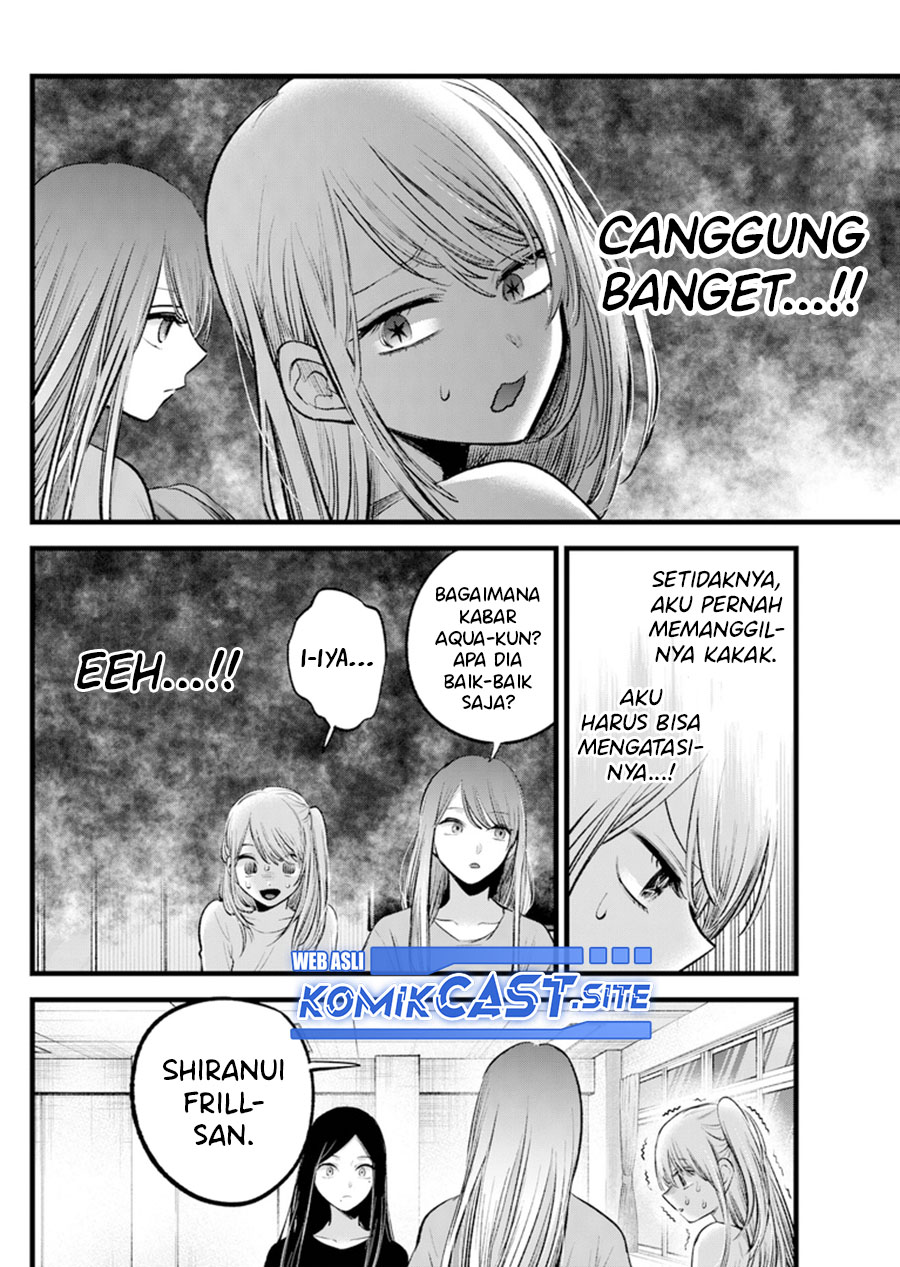 CANGGUNG
BANGET...!!
SETIDAKNYA,
AKU PERNAH
MEMANGGIL-
NYA KAKAK.
AKU
HARUS BISA
MENGATASI-
NYA...!
BAGAIMANA
KABAR
AQUA-KUN?
APA DIA
BAIK-BAIK
SAJA?
I-IYA...
EEH...!!
WEB ASLI
KOMIKCAST.SITE
SHIRANUI
FRILL-
SAN.